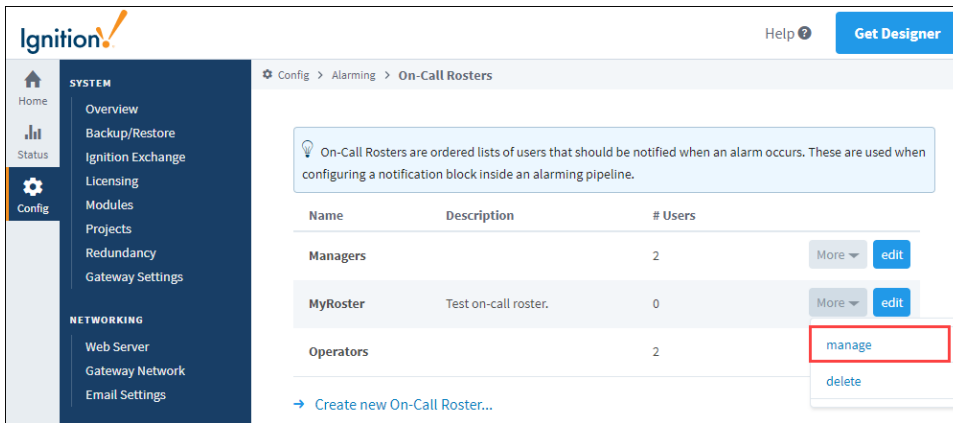 Ignition!
Help ?
Get Designer
Home
Status
Config
SYSTEM
Overview
Backup/Restore
Ignition Exchange
Licensing
Modules
Projects
Redundancy
Gateway Settings
NETWORKING
Web Server
Gateway Network
Email Settings
Config > Alarming > On-Call Rosters
On-Call Rosters are ordered lists of users that should be notified when an alarm occurs. These are used when
configuring a notification block inside an alarming pipeline.
Name Description # Users
Managers 2 More edit
MyRoster Test on-call roster. 0 More edit
manage
Operators 2
delete
→ Create new On-Call Roster...